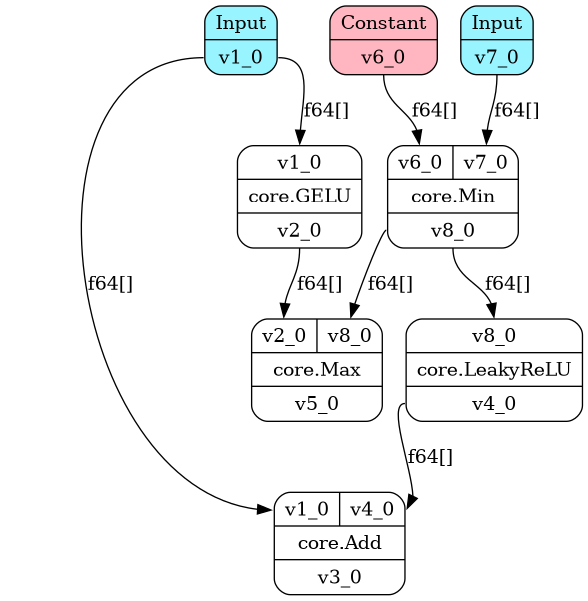 Input
v1_0
Constant
v6_0
Input
v7_0
f64[]
f64[]
f64[]
v1_0
core.GELU
v2_0
v6_0 v7_0
core.Min
v8_0
f64[]
f64[]
f64[]
f64[]
v2_0 v8_0
core.Max
v5_0
v8_0
core.LeakyReLU
v4_0
f64[]
v1_0 v4_0
core.Add
v3_0